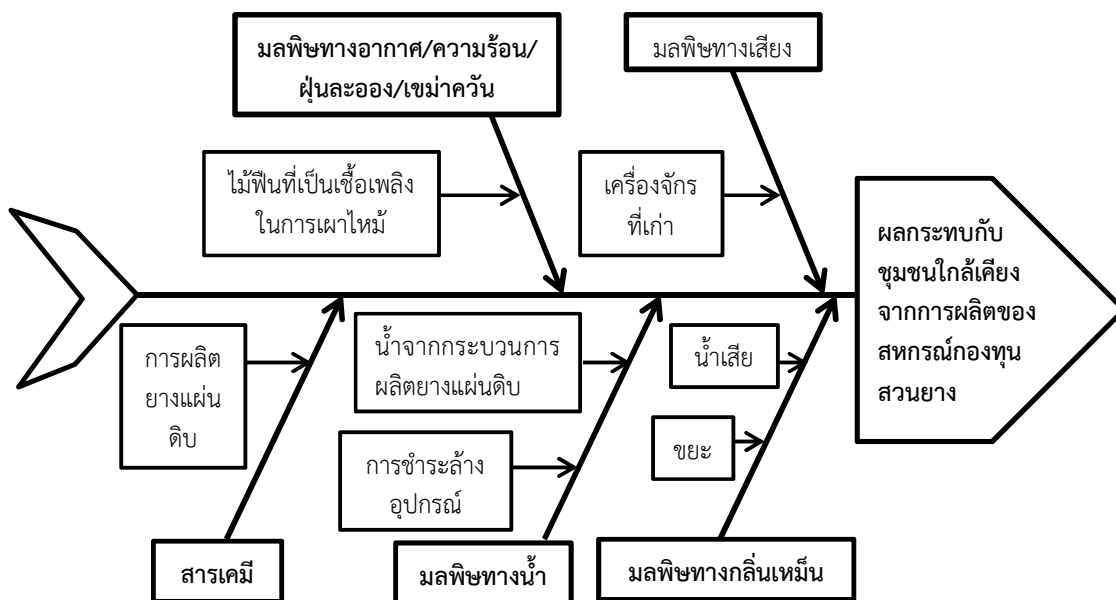 มลพิษทางอากาศ/ความร้อน/
ฝุ่นละออง/เขม่าควัน
มลพิษทางเสียง
ไม้ฟืนที่เป็นเชื้อเพลิง
ในการเผาไหม้
เครื่องจักร
ที่เก่า
ผลกระทบกับ
ชุมชนใกล้เคียง
จากการผลิตของ
สหกรณ์กองทุน
สวนยาง
การผลิต
ยางแผ่น
ดิบ
น้ำจากกระบวนการ
ผลิตยางแผ่นดิบ
น้ำเสีย
การชำระล้าง
อุปกรณ์
ขยะ
สารเคมี
มลพิษทางน้ำ
มลพิษทางกลิ่นเหม็น